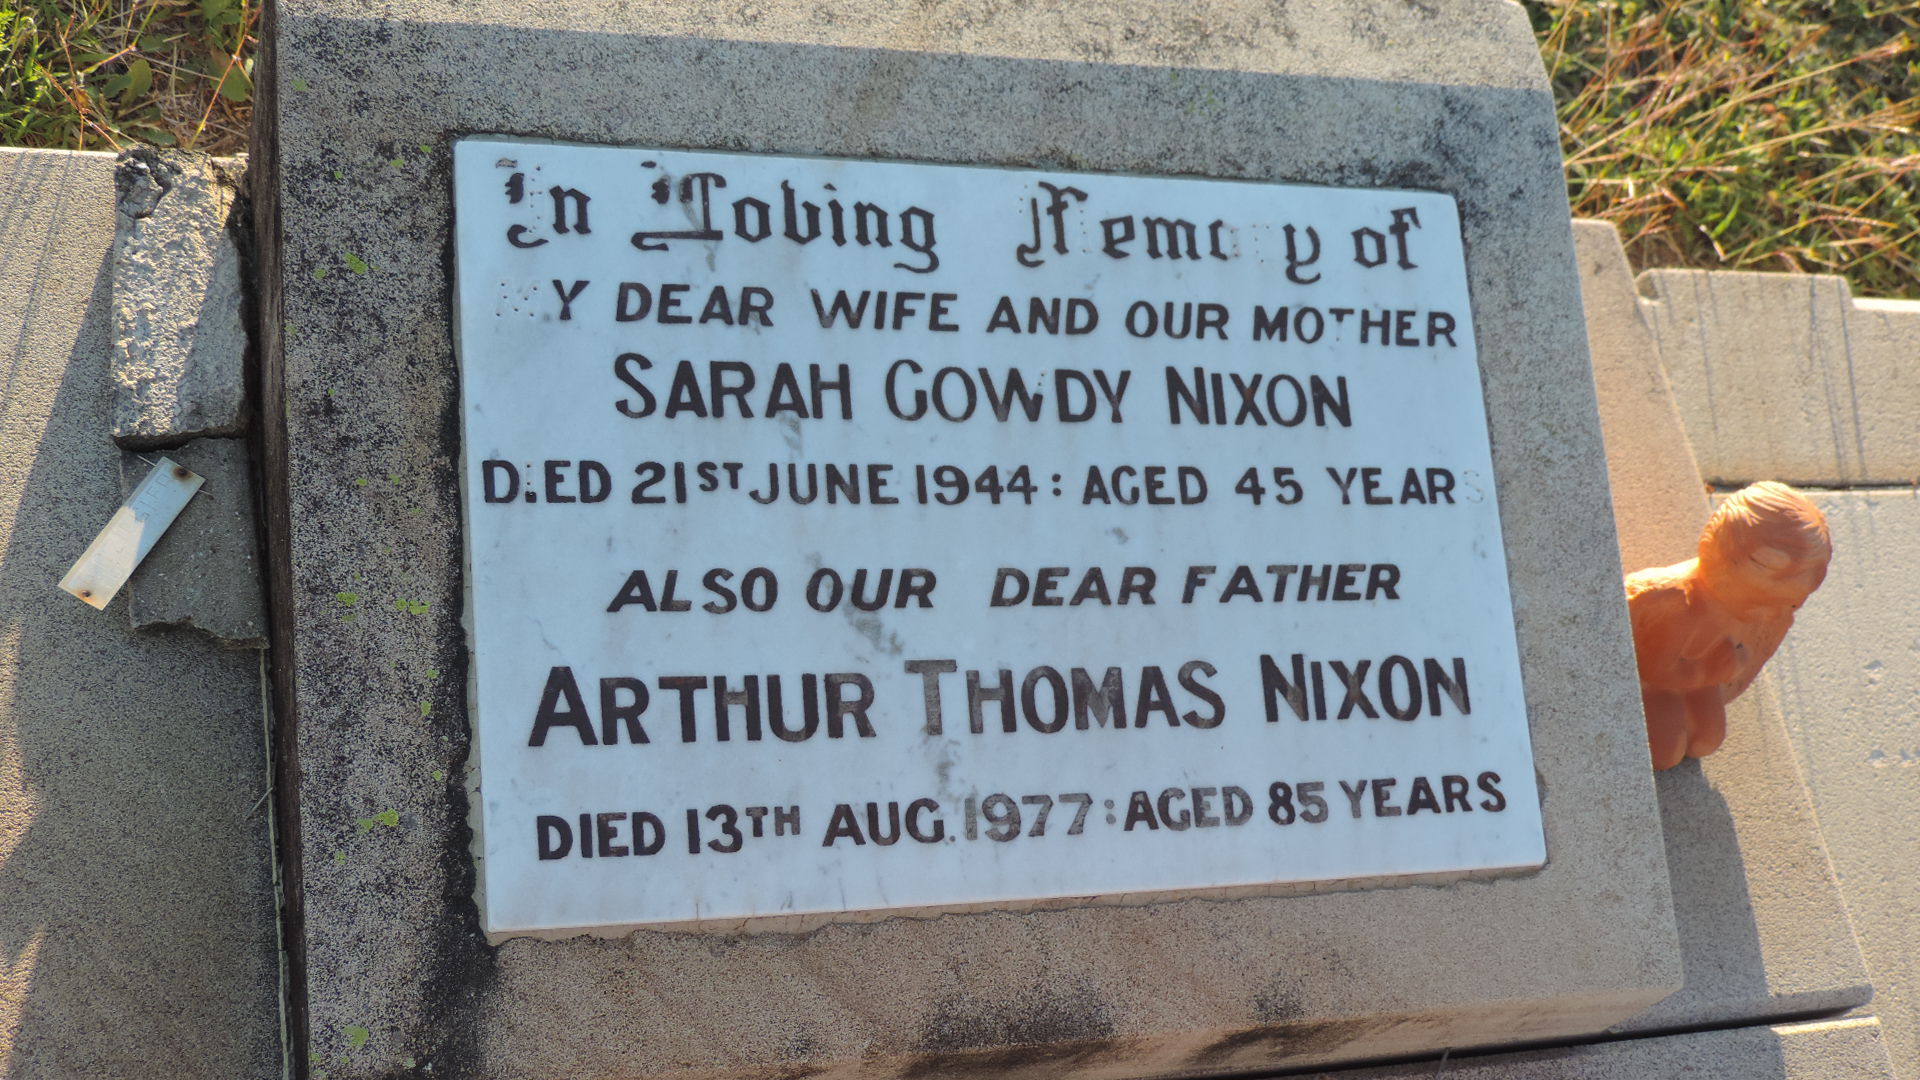 In Loving Memory of
MY DEAR WIFE AND OUR MOTHER
SARAH GOWDY NIXON
DIED 21ST JUNE 1944: AGED 45 YEARS
ALSO OUR DEAR FATHER
ARTHUR THOMAS NIXON
DIED 13TH AUG. 1977: AGED 85 YEARS